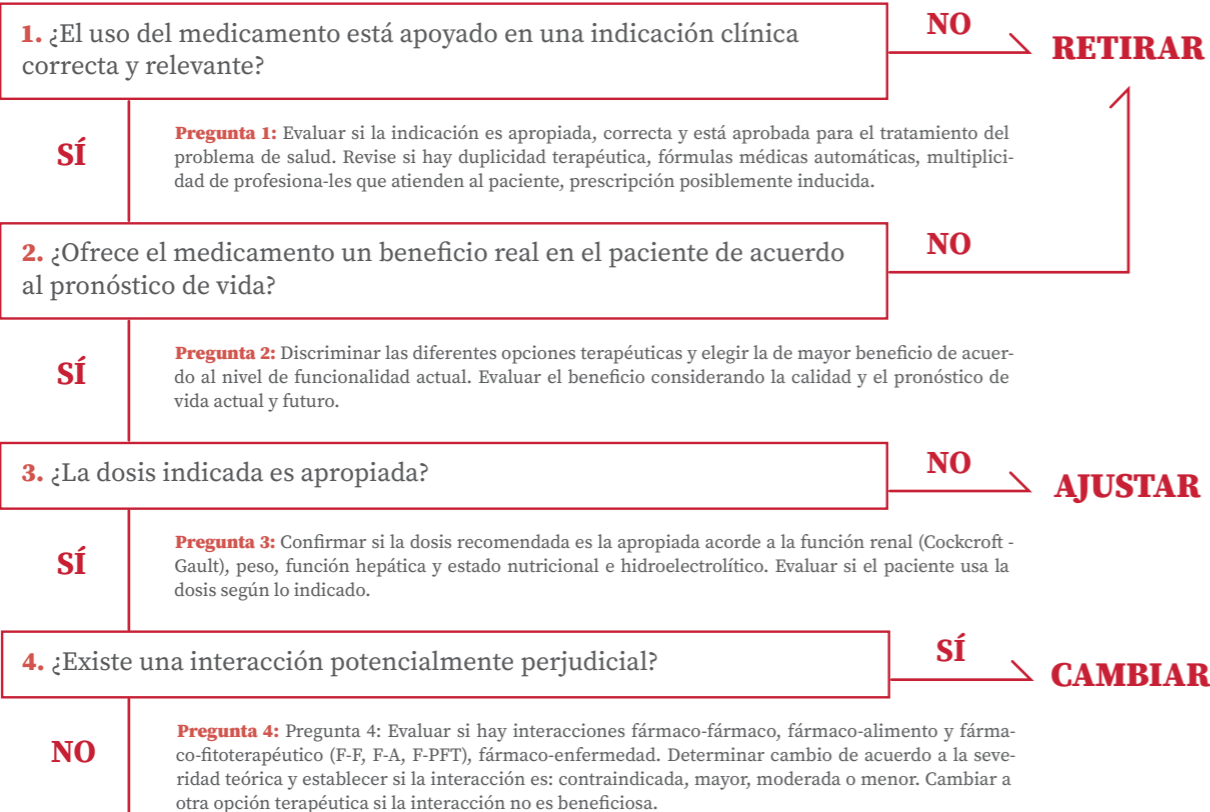 1. ¿El uso del medicamento está apoyado en una indicación clínica
correcta y relevante?
NO
RETIRAR
SÍ
Pregunta 1: Evaluar si la indicación es apropiada, correcta y está aprobada para el tratamiento del
problema de salud. Revise si hay duplicidad terapéutica, fórmulas médicas automáticas, multiplici-
dad de profesiona-les que atienden al paciente, prescripción posiblemente inducida.
2. ¿Ofrece el medicamento un beneficio real en el paciente de acuerdo
al pronóstico de vida?
NO
SÍ
Pregunta 2: Discriminar las diferentes opciones terapéuticas y elegir la de mayor beneficio de acuer-
do al nivel de funcionalidad actual. Evaluar el beneficio considerando la calidad y el pronóstico de
vida actual y futuro.
3. ¿La dosis indicada es apropiada?
NO
AJUSTAR
SÍ
Pregunta 3: Confirmar si la dosis recomendada es la apropiada acorde a la función renal (Cockcroft -
Gault), peso, función hepática y estado nutricional e hidroelectrolítico. Evaluar si el paciente usa la
dosis según lo indicado.
4. ¿Existe una interacción potencialmente perjudicial?
SÍ
CAMBIAR
NO
Pregunta 4: Pregunta 4: Evaluar si hay interacciones fármaco-fármaco, fármaco-alimento y fárma-
co-fitoterapéutico (F-F, F-A, F-PFT), fármaco-enfermedad. Determinar cambio de acuerdo a la seve-
ridad teórica y establecer si la interacción es: contraindicada, mayor, moderada o menor. Cambiar a
otra opción terapéutica si la interacción no es beneficiosa.